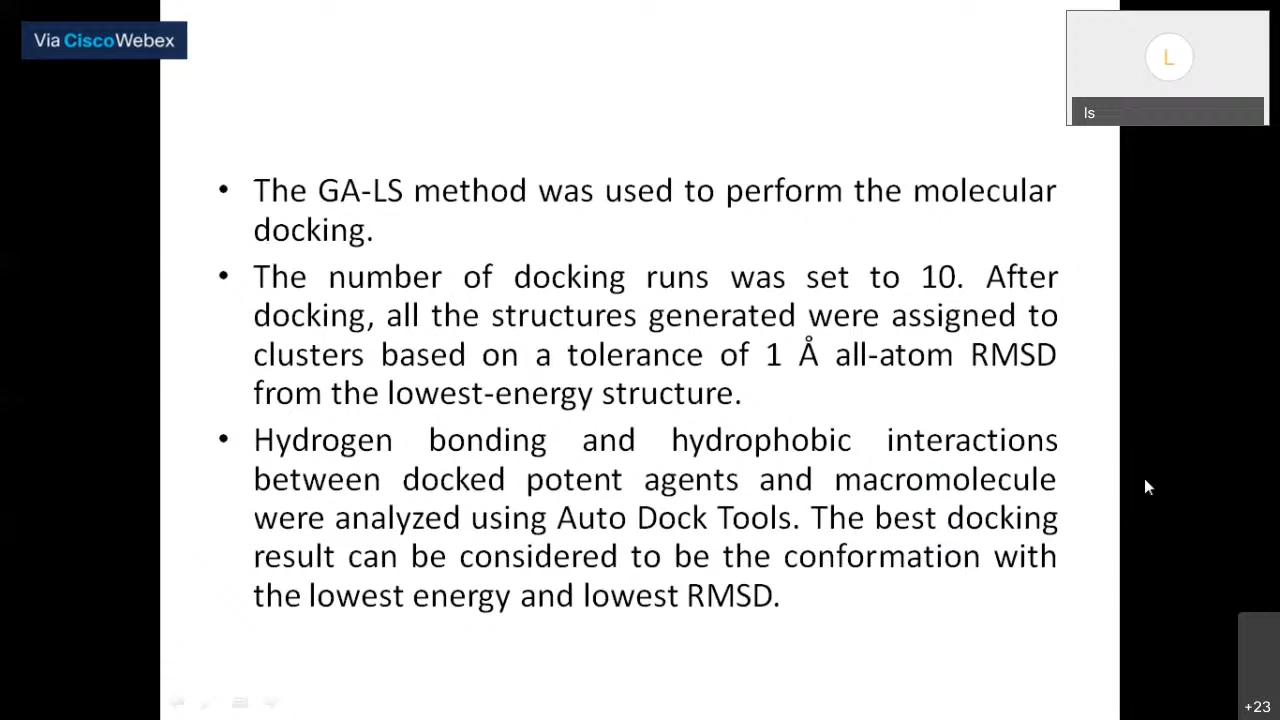 Via CiscoWebex
L
ls
• The GA-LS method was used to perform the molecular
docking.
• The number of docking runs was set to 10. After
docking, all the structures generated were assigned to
clusters based on a tolerance of 1 Å all-atom RMSD
from the lowest-energy structure.
• Hydrogen bonding and hydrophobic interactions
between docked potent agents and macromolecule
were analyzed using Auto Dock Tools. The best docking
result can be considered to be the conformation with
the lowest energy and lowest RMSD.
+23